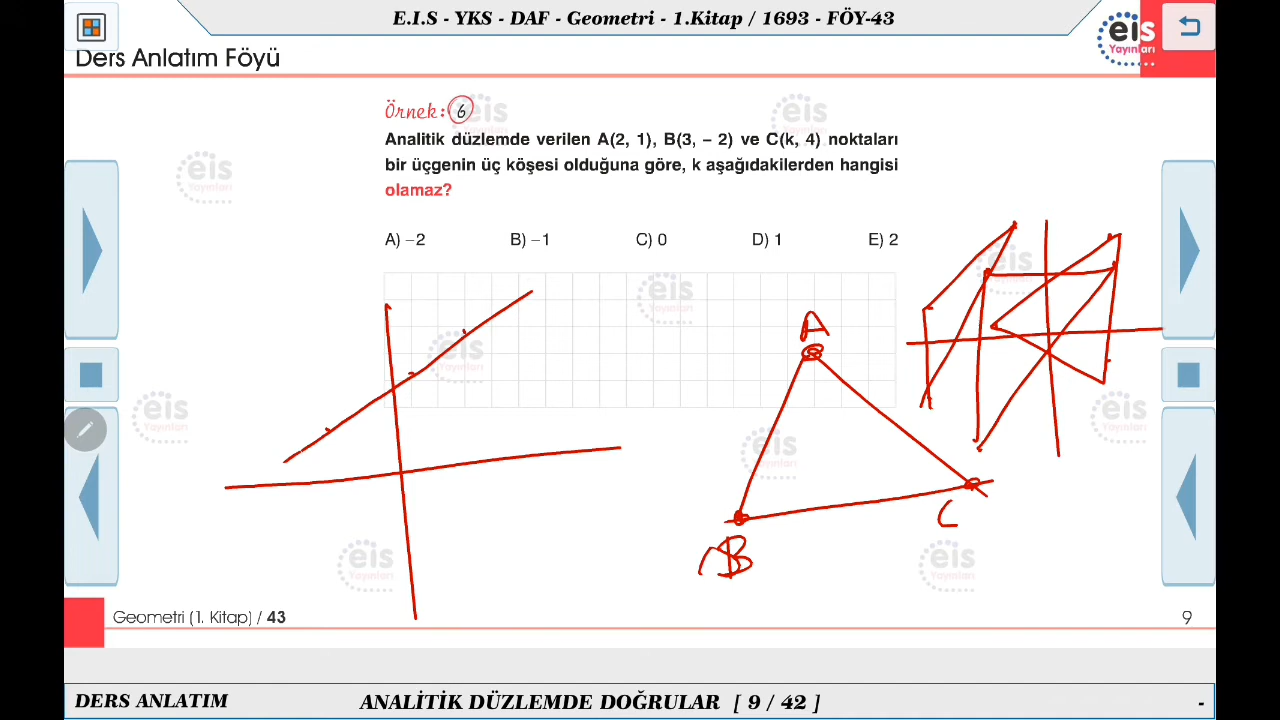 E.I.S - YKS - DAF - Geometri - 1.Kitap / 1693 - FÖY-43
eis
Yayınları
Ders Anlatım Föyü
Örnek: 6
Analitik düzlemde verilen A(2, 1), B(3, – 2) ve C(k, 4) noktaları
bir üçgenin üç köşesi olduğuna göre, k aşağıdakilerden hangisi
olamaz?
A) –2 B) –1 C) 0 D) 1 E) 2
A
B
C
Geometri (1. Kitap) / 43
9
DERS ANLATIM ANALİTİK DÜZLEMDE DOĞRULAR [ 9 / 42 ] -